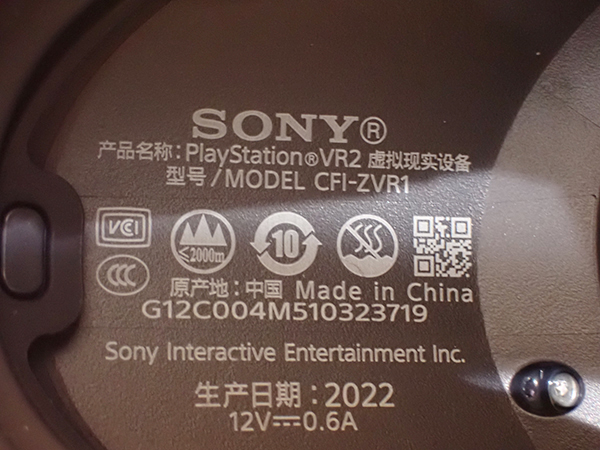 SONY®
产品名称：PlayStation®VR2 虚拟现实设备
型号/MODEL CFI-ZVR1
VCCI
≤2000m
10
CCC
原产地：中国 Made in China
G12C004M510323719
Sony Interactive Entertainment Inc.
生产日期：2022
12V⎓0.6A